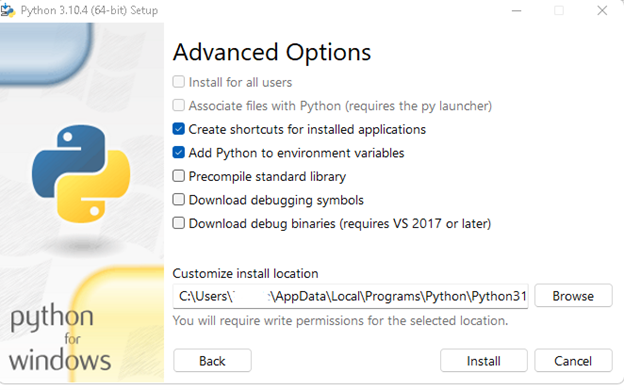 Python 3.10.4 (64-bit) Setup
Advanced Options
Install for all users
Associate files with Python (requires the py launcher)
Create shortcuts for installed applications
Add Python to environment variables
Precompile standard library
Download debugging symbols
Download debug binaries (requires VS 2017 or later)
Customize install location
C:\Users\ :\AppData\Local\Programs\Python\Python31
Browse
You will require write permissions for the selected location.
python
for
windows
Back
Install
Cancel